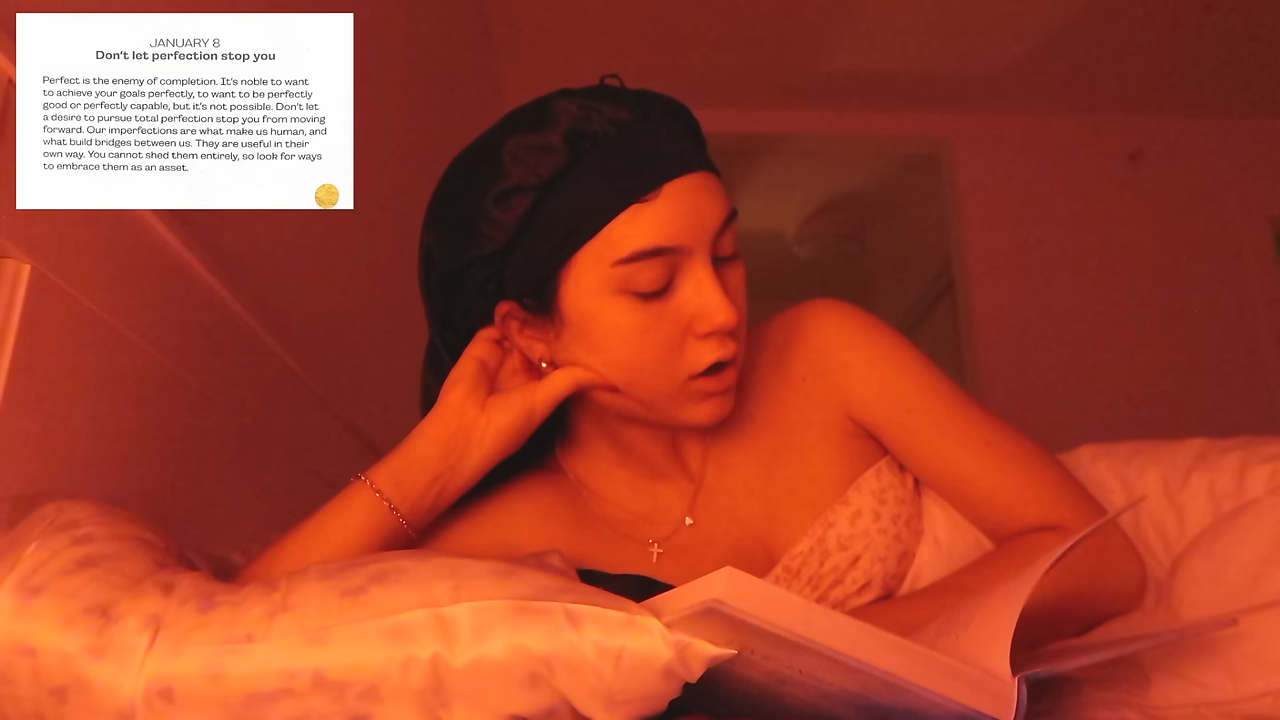 JANUARY 8
Don't let perfection stop you
Perfect is the enemy of completion. It's noble to want
to achieve your goals perfectly, to want to be perfectly
good or perfectly capable, but it's not possible. Don't let
a desire to pursue total perfection stop you from moving
forward. Our imperfections are what make us human, and
what build bridges between us. They are useful in their
own way. You cannot shed them entirely, so look for ways
to embrace them as an asset.